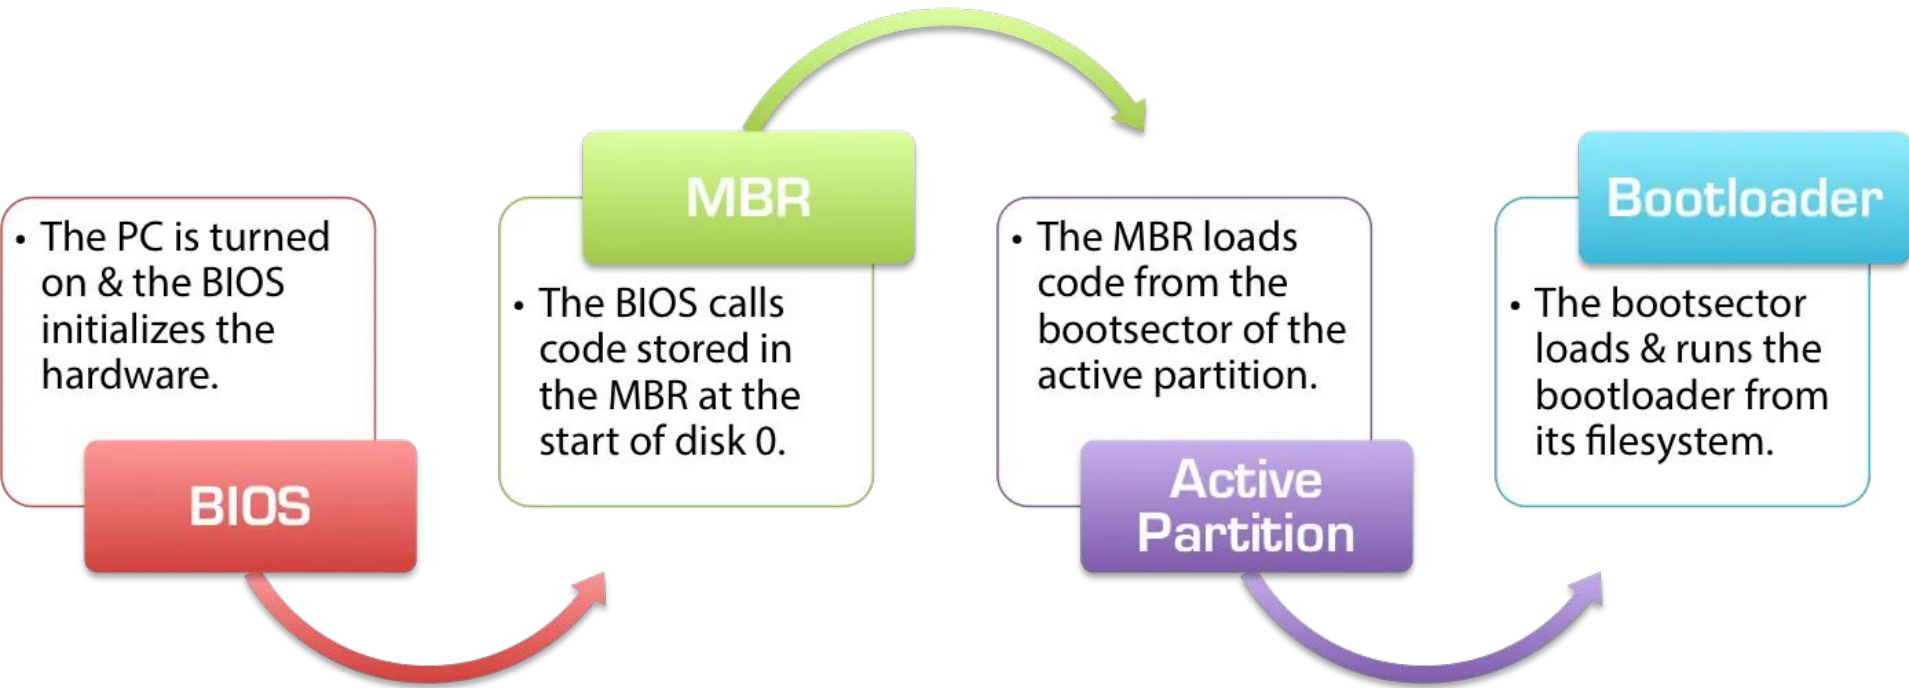 • The PC is turned
on & the BIOS
initializes the
hardware.
BIOS
MBR
• The BIOS calls
code stored in
the MBR at the
start of disk 0.
• The MBR loads
code from the
bootsector of the
active partition.
Active
Partition
Bootloader
• The bootsector
loads & runs the
bootloader from
its filesystem.